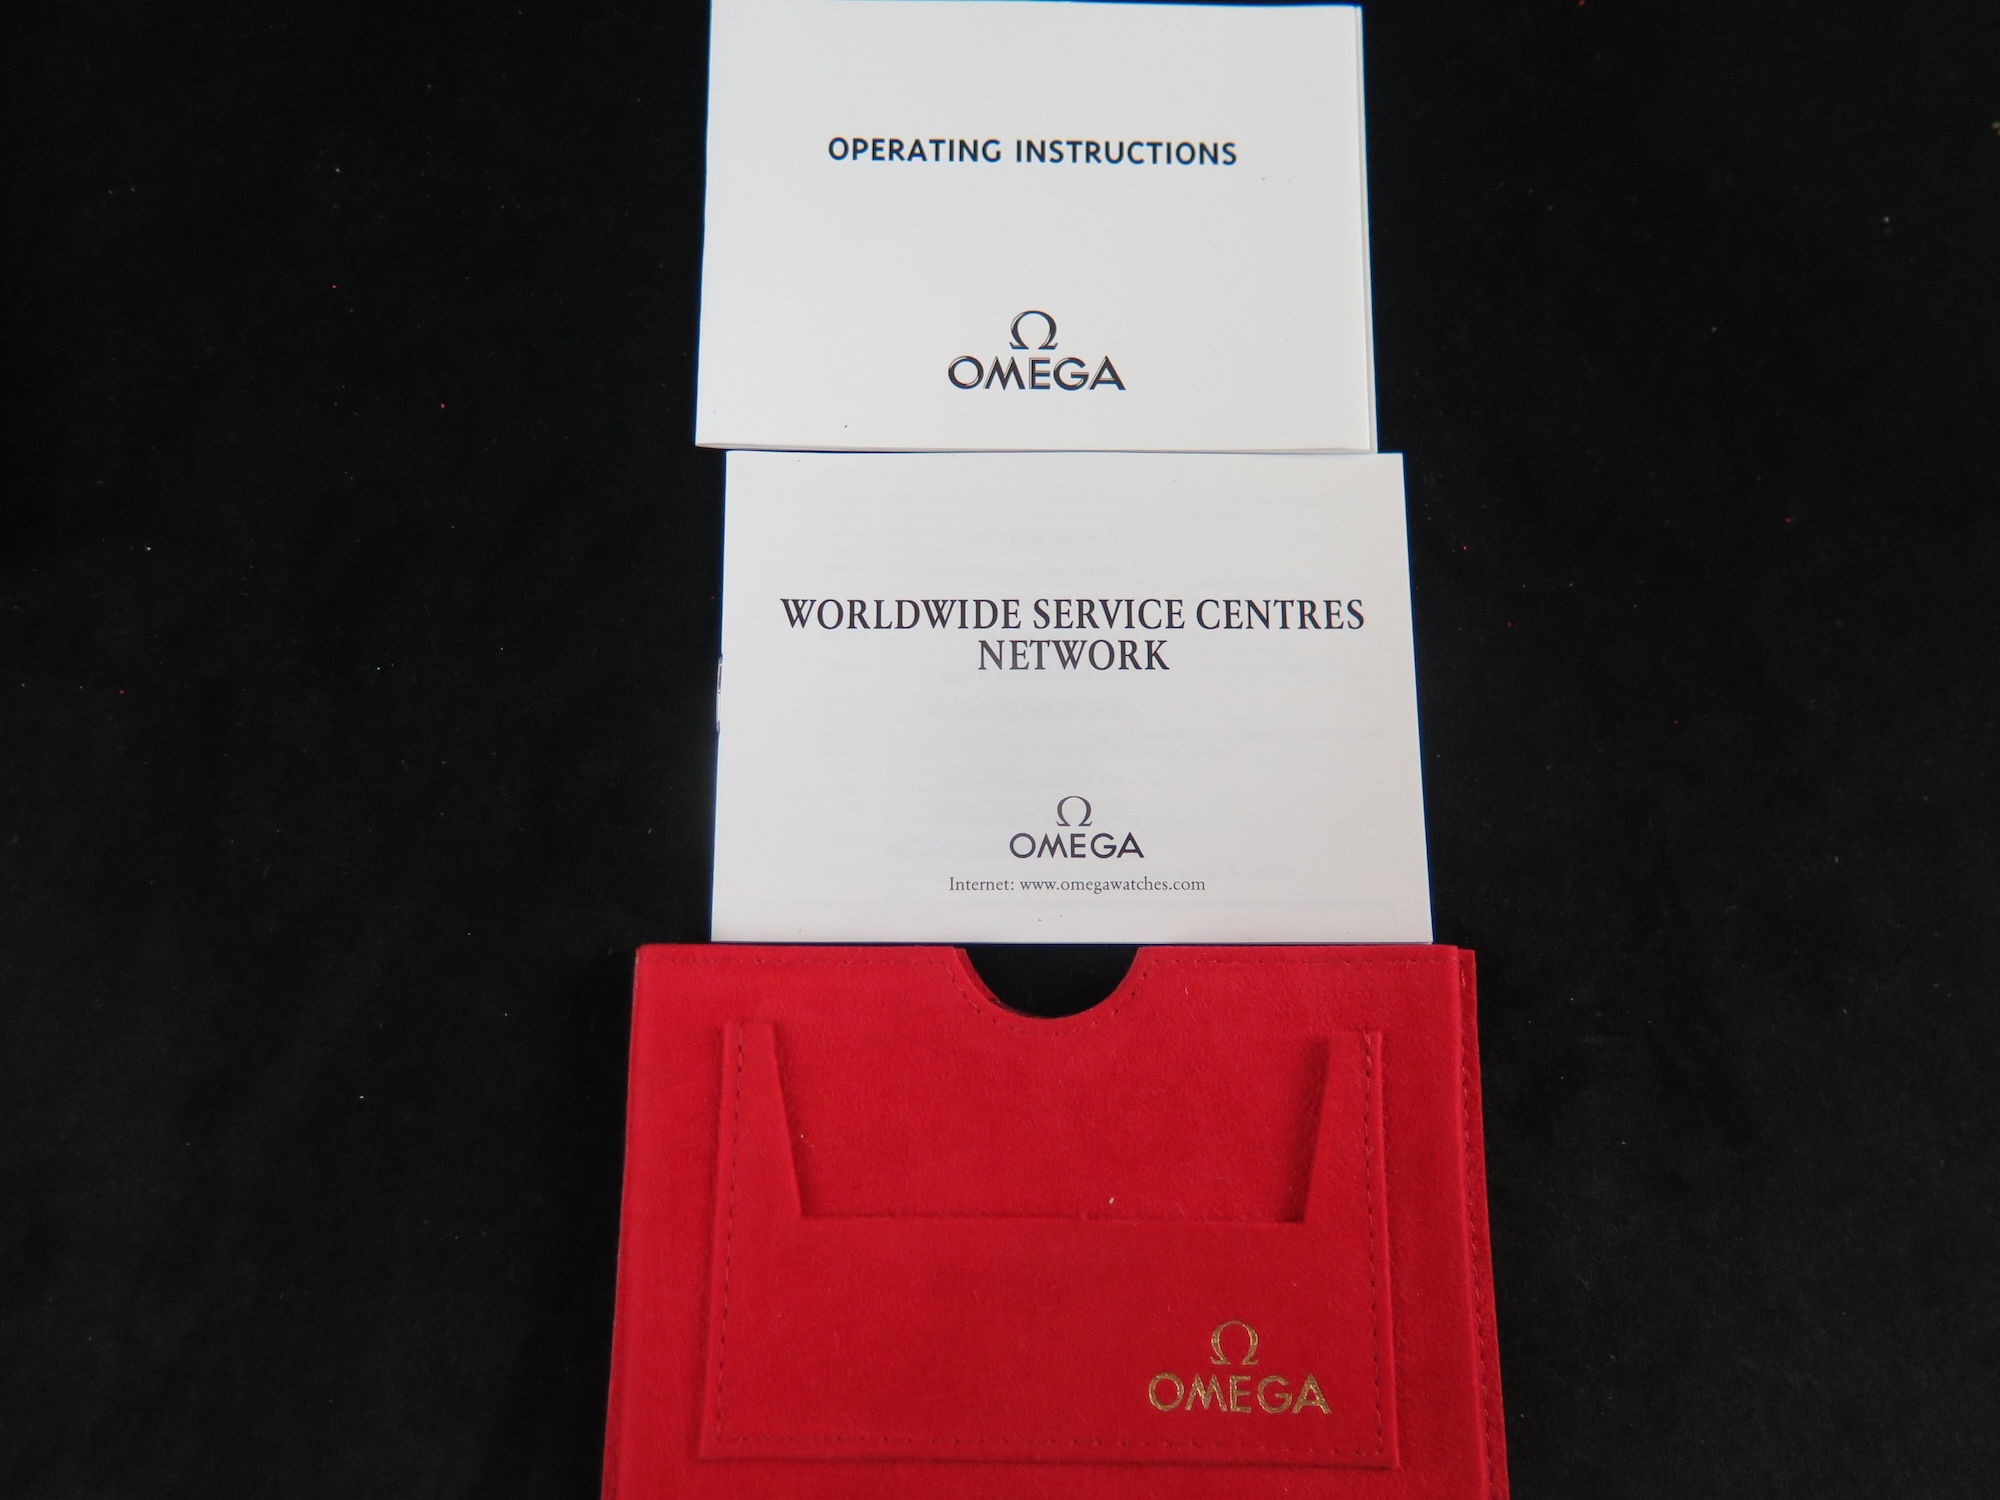 OPERATING INSTRUCTIONS
Ω
OMEGA
WORLDWIDE SERVICE CENTRES
NETWORK
Ω
OMEGA
Internet: www.omegawatches.com
Ω
OMEGA